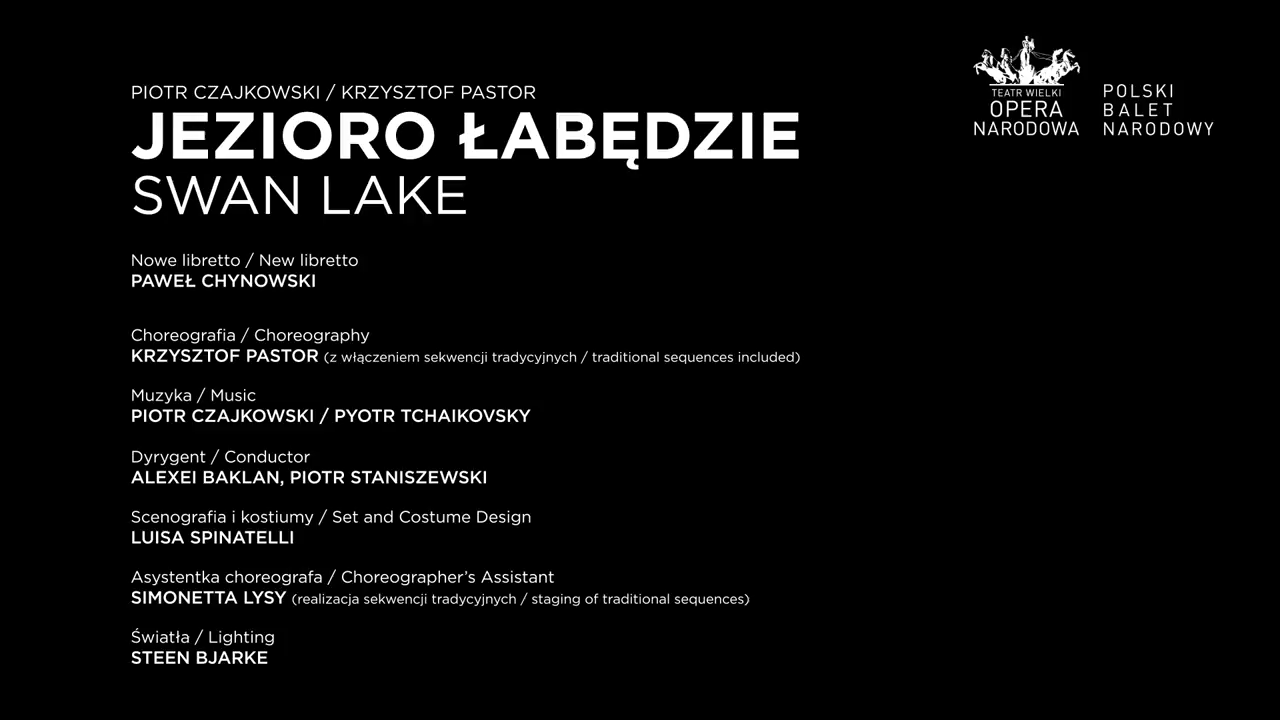 PIOTR CZAJKOWSKI / KRZYSZTOF PASTOR
JEZIORO ŁABĘDZIE
SWAN LAKE
TEATR WIELKI
OPERA
NARODOWA
POLSKI
BALET
NARODOWY
Nowe libretto / New libretto
PAWEŁ CHYNOWSKI
Choreografia / Choreography
KRZYSZTOF PASTOR (z włączeniem sekwencji tradycyjnych / traditional sequences included)
Muzyka / Music
PIOTR CZAJKOWSKI / PYOTR TCHAIKOVSKY
Dyrygent / Conductor
ALEXEI BAKLAN, PIOTR STANISZEWSKI
Scenografia i kostiumy / Set and Costume Design
LUISA SPINATELLI
Asystentka choreografa / Choreographer’s Assistant
SIMONETTA LYSY (realizacja sekwencji tradycyjnych / staging of traditional sequences)
Światła / Lighting
STEEN BJARKE